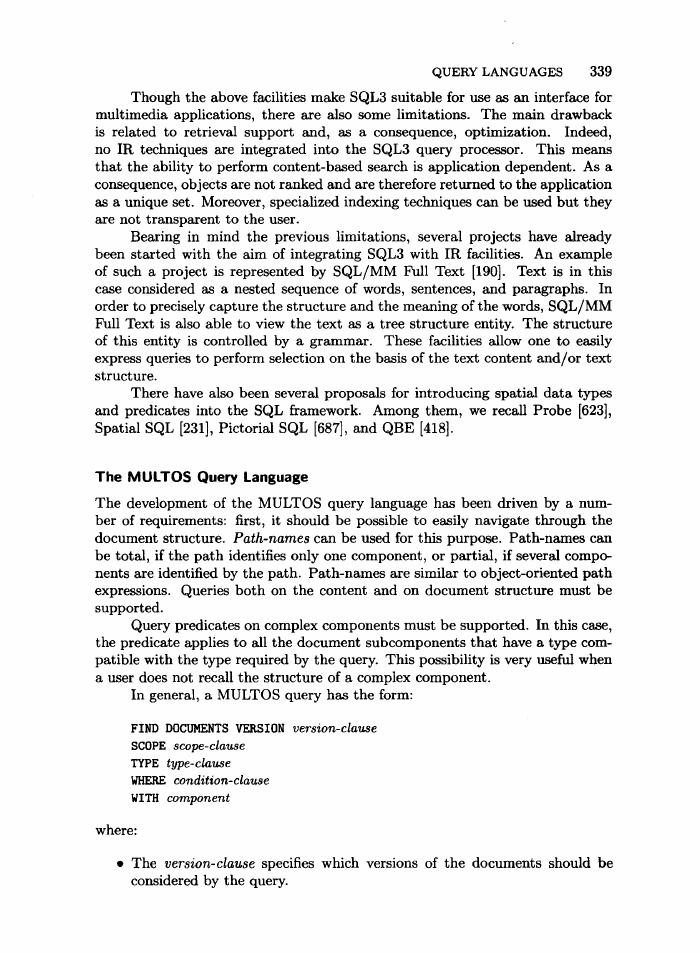 QUERY LANGUAGES 339
Though the above facilities make SQL3 suitable for use as an interface for
multimedia applications, there are also some limitations. The main drawback
is related to retrieval support and, as a consequence, optimization. Indeed,
no IR techniques are integrated into the SQL3 query processor. This means
that the ability to perform content-based search is application dependent. As a
consequence, objects are not ranked and are therefore returned to the application
as a unique set. Moreover, specialized indexing techniques can be used but they
are not transparent to the user.
Bearing in mind the previous limitations, several projects have already
been started with the aim of integrating SQL3 with IR facilities. An example
of such a project is represented by SQL/MM Full Text [190]. Text is in this
case considered as a nested sequence of words, sentences, and paragraphs. In
order to precisely capture the structure and the meaning of the words, SQL/MM
Full Text is also able to view the text as a tree structure entity. The structure
of this entity is controlled by a grammar. These facilities allow one to easily
express queries to perform selection on the basis of the text content and/or text
structure.
There have also been several proposals for introducing spatial data types
and predicates into the SQL framework. Among them, we recall Probe [623],
Spatial SQL [231], Pictorial SQL [687], and QBE [418].
The MULTOS Query Language
The development of the MULTOS query language has been driven by a num-
ber of requirements: first, it should be possible to easily navigate through the
document structure. Path-names can be used for this purpose. Path-names can
be total, if the path identifies only one component, or partial, if several compo-
nents are identified by the path. Path-names are similar to object-oriented path
expressions. Queries both on the content and on document structure must be
supported.
Query predicates on complex components must be supported. In this case,
the predicate applies to all the document subcomponents that have a type com-
patible with the type required by the query. This possibility is very useful when
a user does not recall the structure of a complex component.
In general, a MULTOS query has the form:
FIND DOCUMENTS VERSION version-clause
SCOPE scope-clause
TYPE type-clause
WHERE condition-clause
WITH component
where:
• The version-clause specifies which versions of the documents should be
considered by the query.